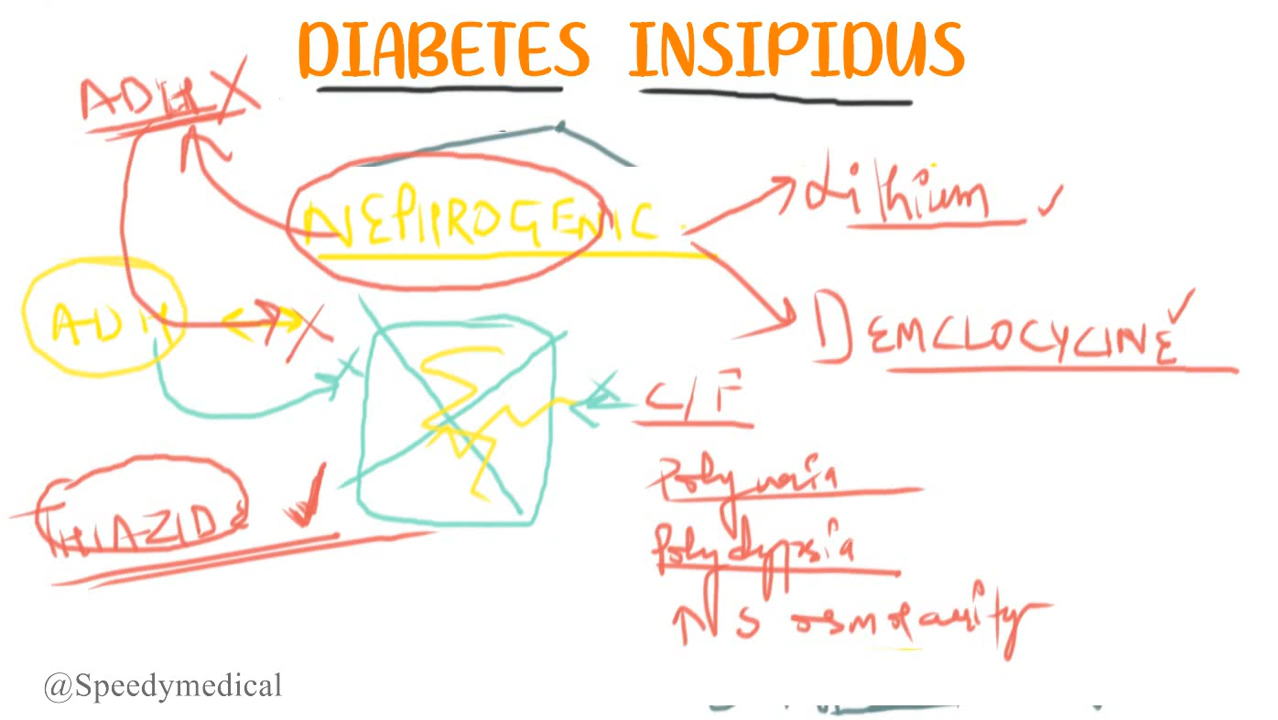 DIABETES INSIPIDUS
ADH X
NEPHROGENIC
Lithium ✓
ADH
X
DEMCLOCYCINE ✓
C/F
THIAZIDE ✓
Polyuria
Polydypsia
↑ S osmolarity
@Speedymedical